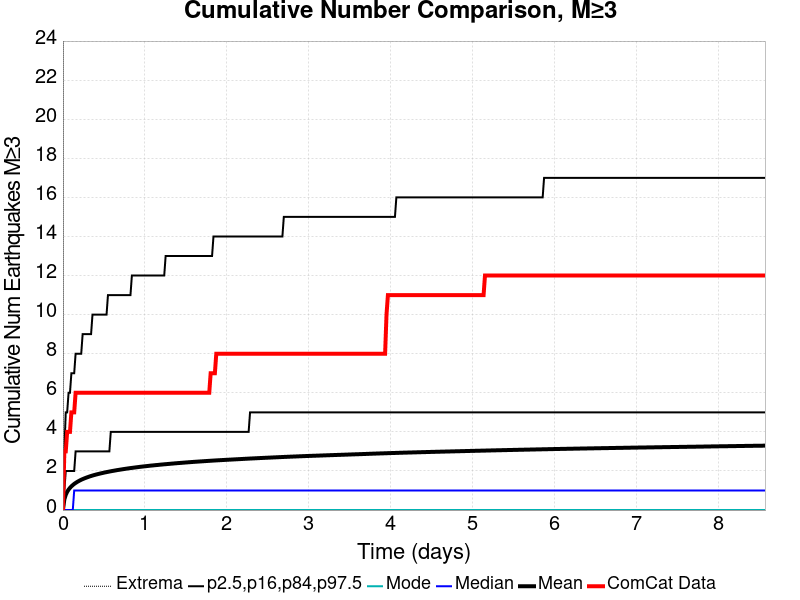 Cumulative Number Comparison, M≥3
Cumulative Num Earthquakes M≥3
24
22
20
18
16
14
12
10
8
6
4
2
0
0 1 2 3 4 5 6 7 8
Time (days)
Extrema p2.5,p16,p84,p97.5 Mode Median Mean ComCat Data